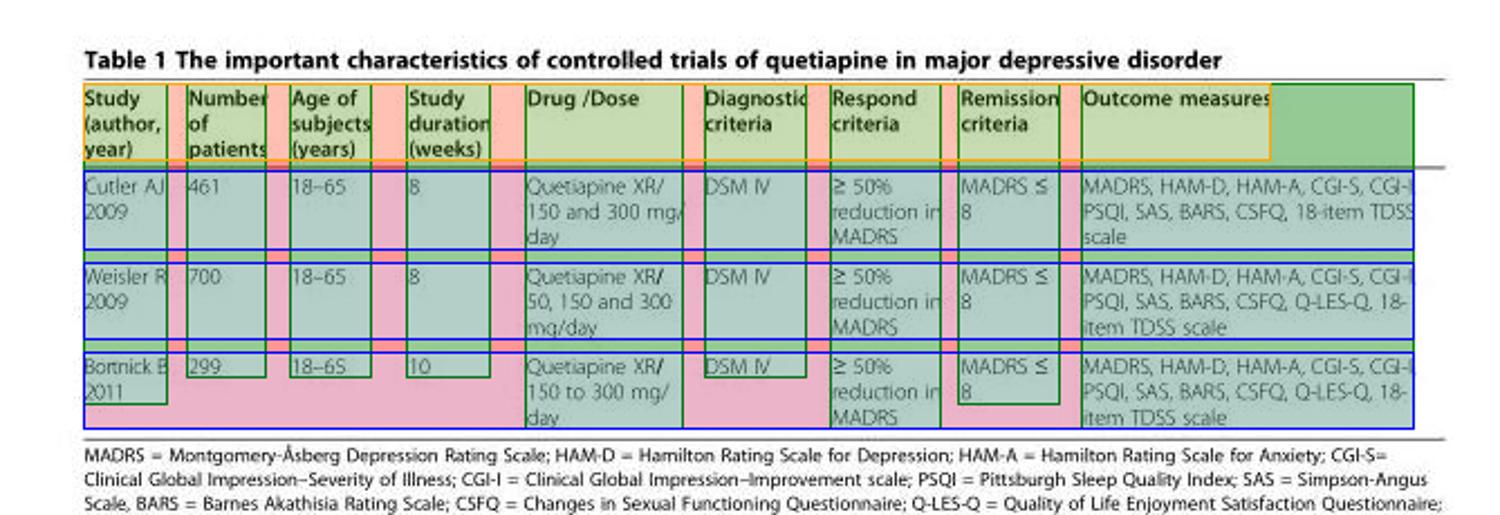 Table 1 The important characteristics of controlled trials of quetiapine in major depressive disorder
Study Number Age of Study Drug /Dose Diagnostic Respond Remission Outcome measures
(author, of subjects duration criteria criteria criteria
year) patients (years) (weeks)
Cutler AJ 461 18–65 8 Quetiapine XR/ DSM IV ≥ 50% MADRS ≤ MADRS, HAM-D, HAM-A, CGI-S, CGI-I
2009 150 and 300 mg/ reduction in 8 PSQI, SAS, BARS, CSFQ, 18-item TDSS
day MADRS scale
Weisler R 700 18–65 8 Quetiapine XR/ DSM IV ≥ 50% MADRS ≤ MADRS, HAM-D, HAM-A, CGI-S, CGI-I
2009 50, 150 and 300 reduction in 8 PSQI, SAS, BARS, CSFQ, Q-LES-Q, 18-
mg/day MADRS item TDSS scale
Bortnick B 299 18–65 10 Quetiapine XR/ DSM IV ≥ 50% MADRS ≤ MADRS, HAM-D, HAM-A, CGI-S, CGI-I
2011 150 to 300 mg/ reduction in 8 PSQI, SAS, BARS, CSFQ, Q-LES-Q, 18-
day MADRS item TDSS scale
MADRS = Montgomery-Åsberg Depression Rating Scale; HAM-D = Hamilton Rating Scale for Depression; HAM-A = Hamilton Rating Scale for Anxiety; CGI-S=
Clinical Global Impression–Severity of Illness; CGI-I = Clinical Global Impression–Improvement scale; PSQI = Pittsburgh Sleep Quality Index; SAS = Simpson-Angus
Scale, BARS = Barnes Akathisia Rating Scale; CSFQ = Changes in Sexual Functioning Questionnaire; Q-LES-Q = Quality of Life Enjoyment Satisfaction Questionnaire;